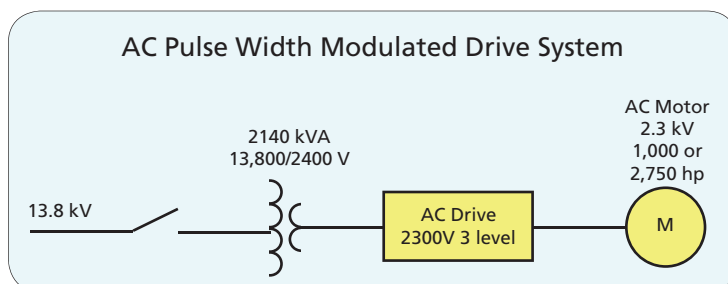 AC Pulse Width Modulated Drive System
AC Motor
2.3 kV
1,000 or
2,750 hp
2140 kVA
13,800/2400 V
13.8 kV
AC Drive
2300V 3 level
M